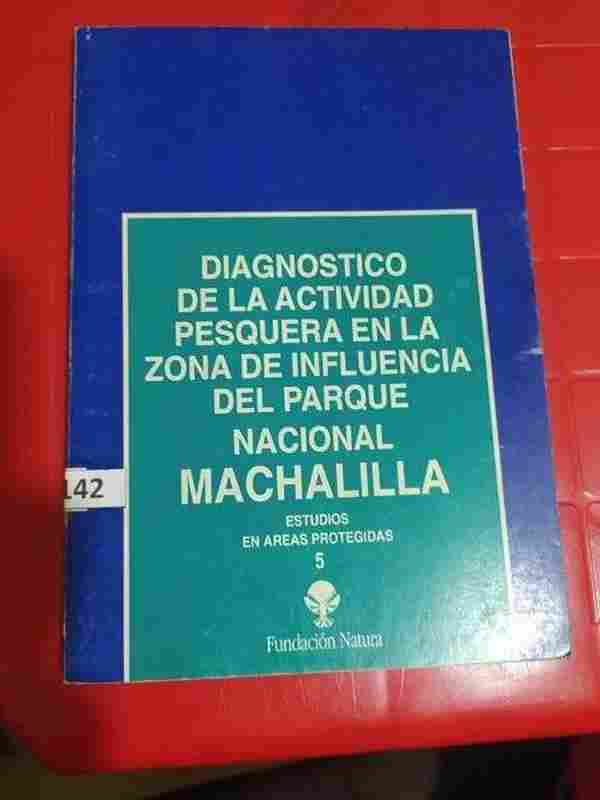 DIAGNOSTICO
DE LA ACTIVIDAD
PESQUERA EN LA
ZONA DE INFLUENCIA
DEL PARQUE
NACIONAL
MACHALILLA
ESTUDIOS
EN AREAS PROTEGIDAS
5
Fundación Natura
142